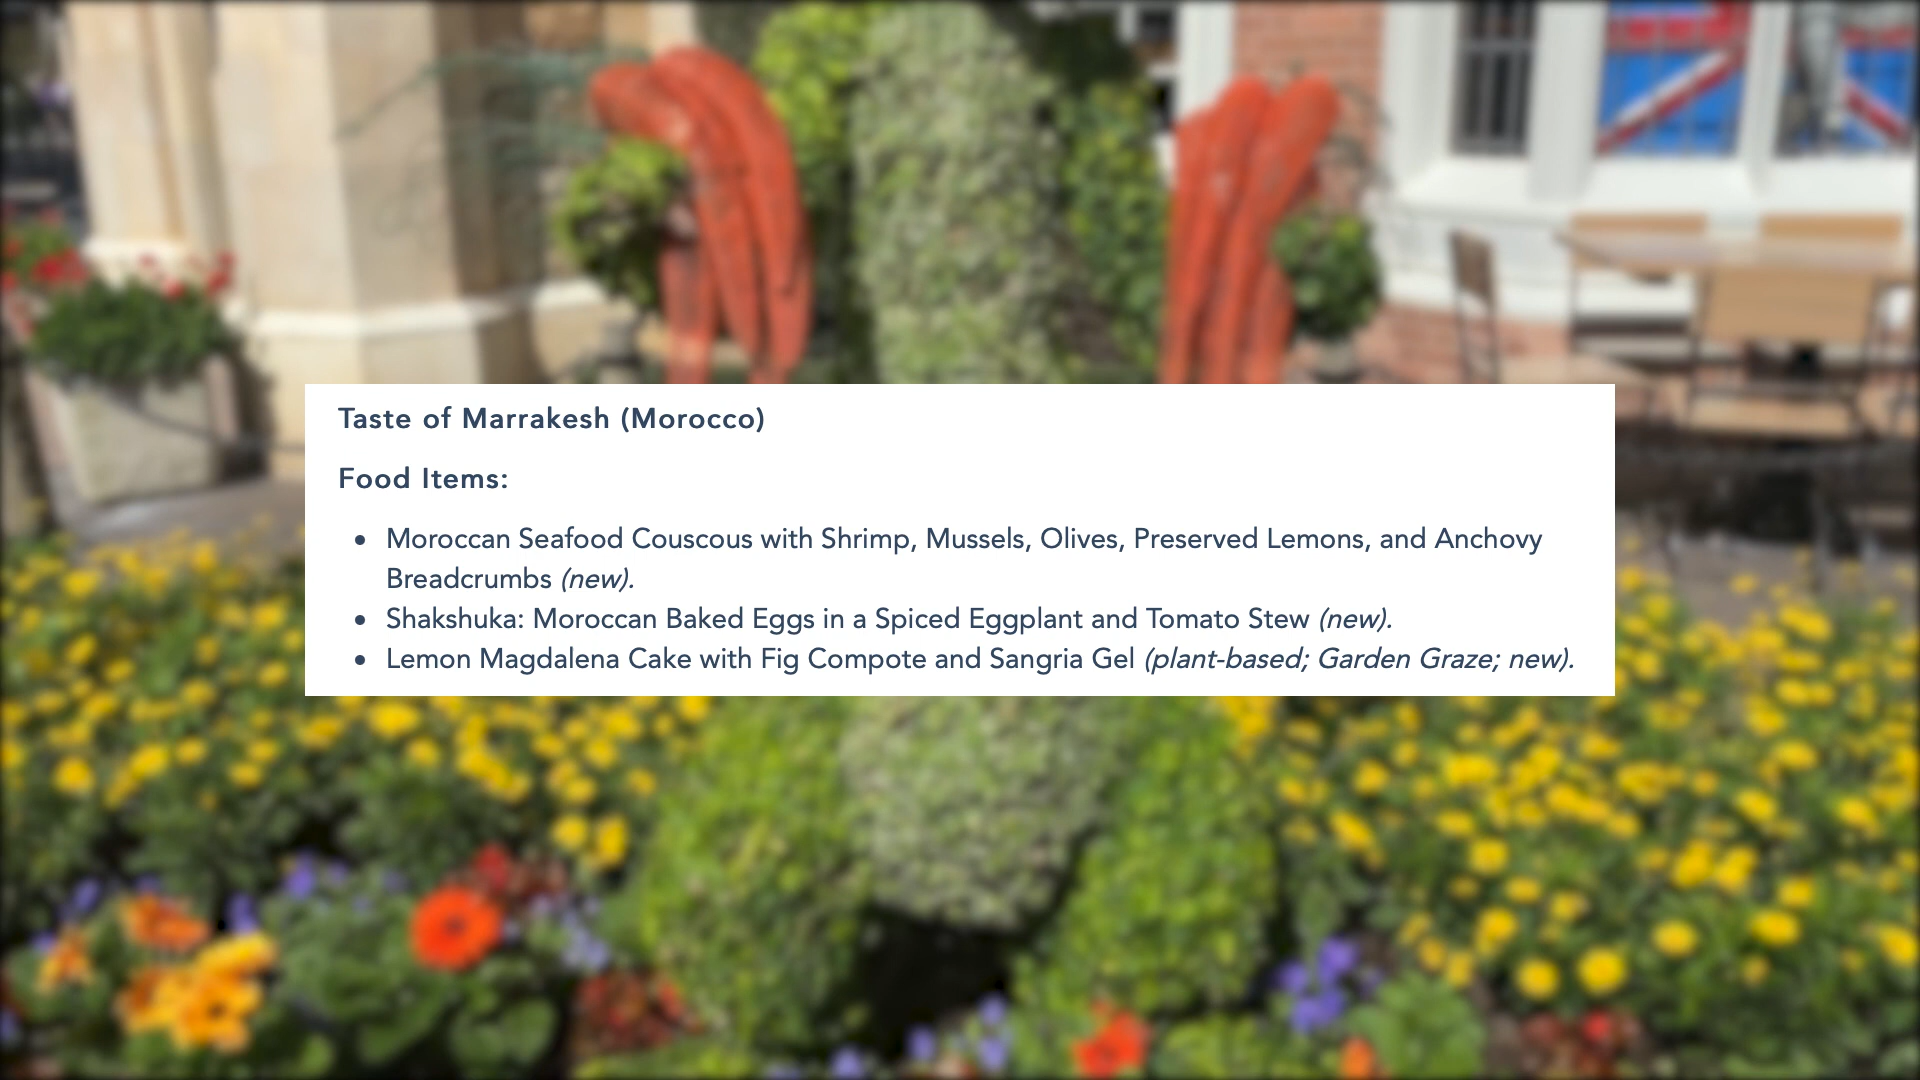 Taste of Marrakesh (Morocco)
Food Items:
• Moroccan Seafood Couscous with Shrimp, Mussels, Olives, Preserved Lemons, and Anchovy
Breadcrumbs (new).
• Shakshuka: Moroccan Baked Eggs in a Spiced Eggplant and Tomato Stew (new).
• Lemon Magdalena Cake with Fig Compote and Sangria Gel (plant-based; Garden Graze; new).